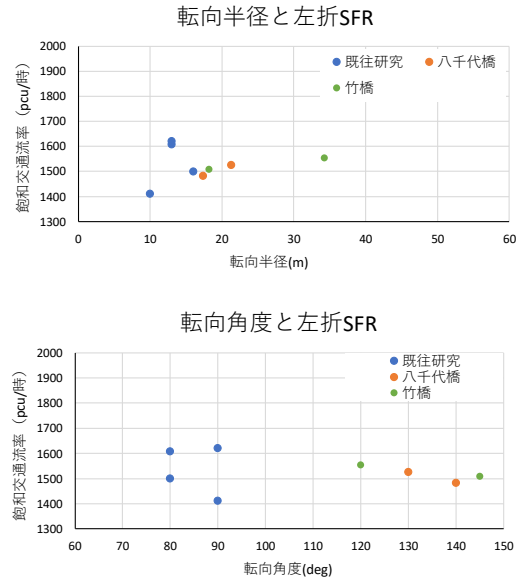 転向半径と左折SFR
飽和交通流率（pcu/時）
2000
1900
1800
1700
1600
1500
1400
1300
既往研究 八千代橋
竹橋
0 10 20 30 40 50 60
転向半径(m)
転向角度と左折SFR
飽和交通流率（pcu/時）
2000
1900
1800
1700
1600
1500
1400
1300
既往研究
八千代橋
竹橋
60 70 80 90 100 110 120 130 140 150
転向角度(deg)